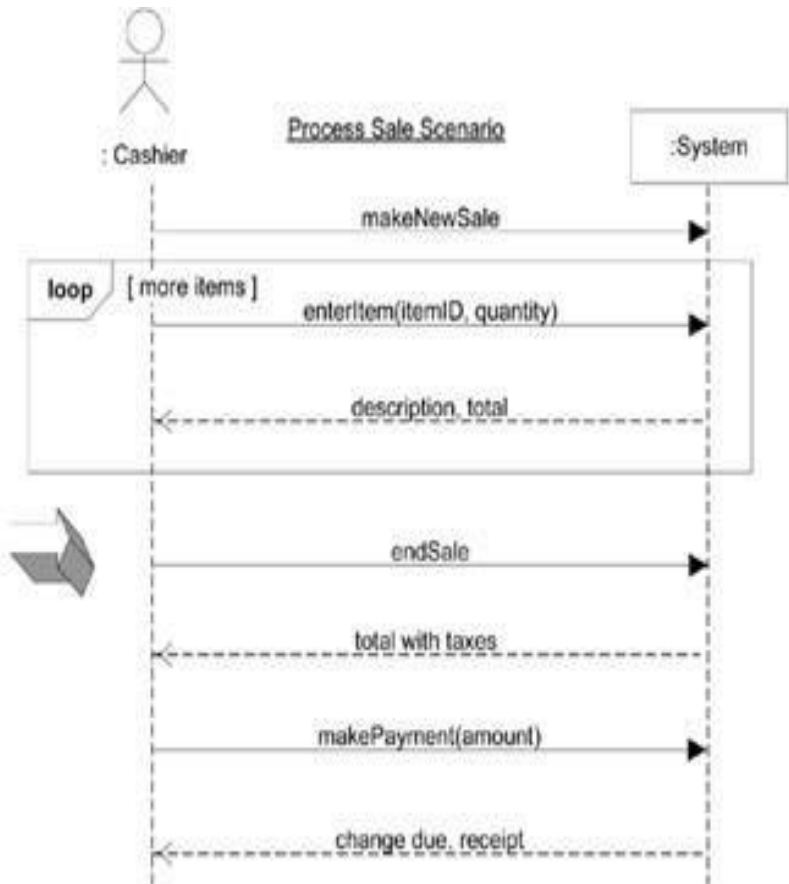 Process Sale Scenario
: Cashier
:System
makeNewSale
loop
[ more items ]
enterItem(itemID, quantity)
description, total
endSale
total with taxes
makePayment(amount)
change due, receipt